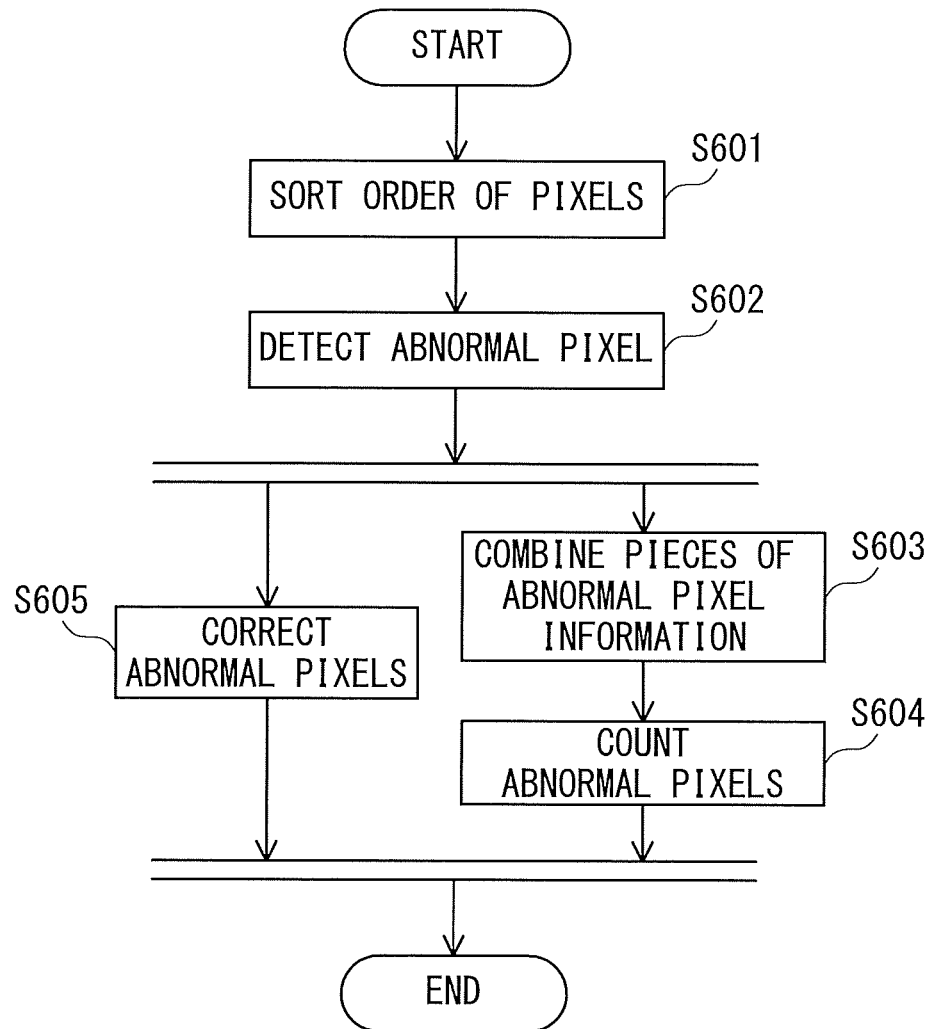 START
S601
SORT ORDER OF PIXELS
S602
DETECT ABNORMAL PIXEL
S605
CORRECT
ABNORMAL PIXELS
S603
COMBINE PIECES OF
ABNORMAL PIXEL
INFORMATION
S604
COUNT
ABNORMAL PIXELS
END